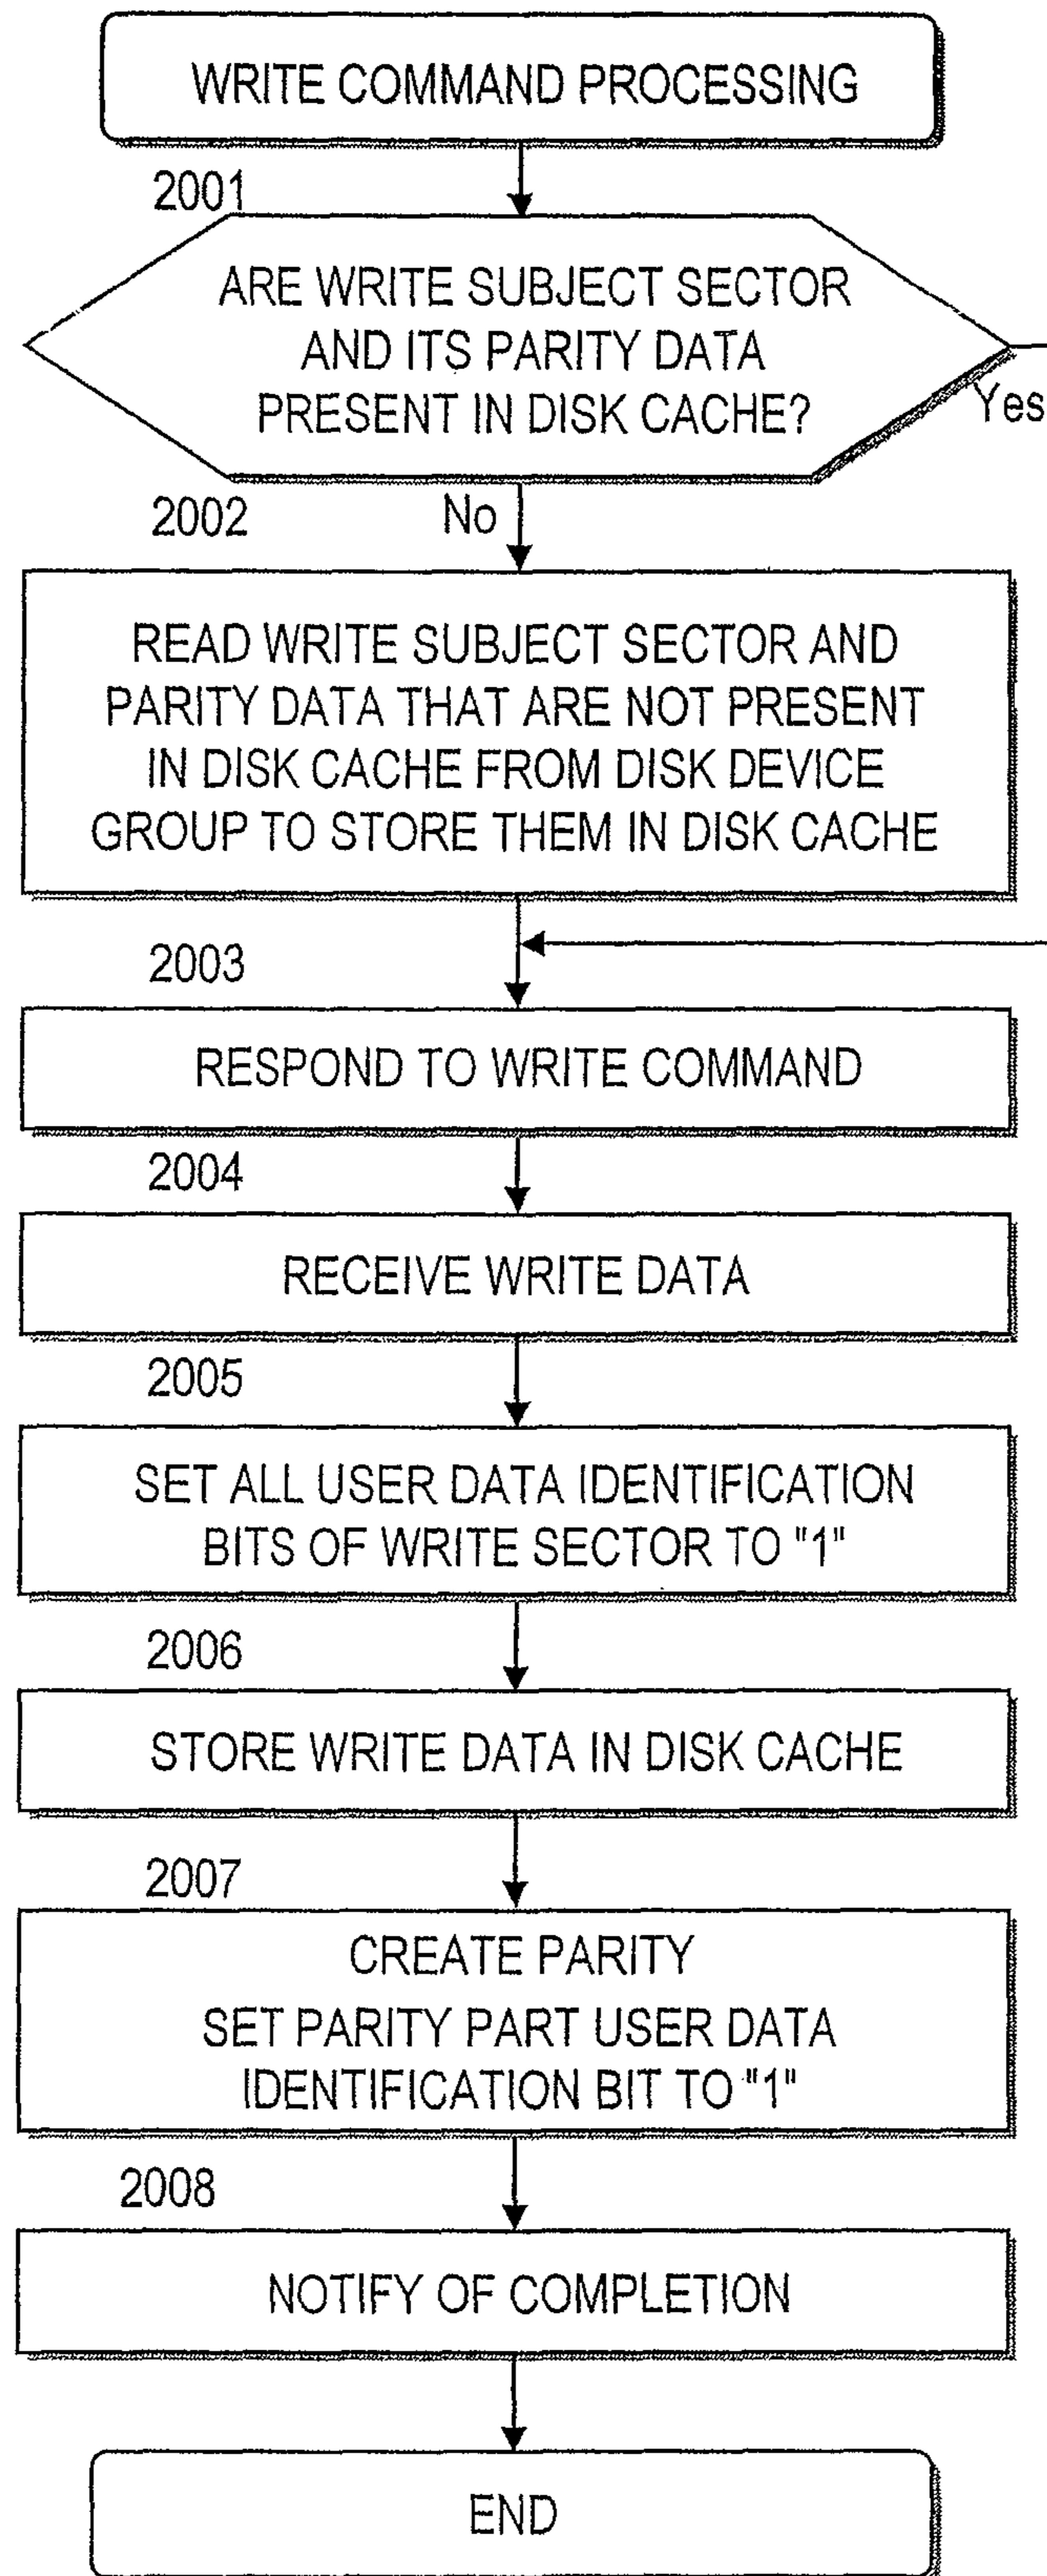 WRITE COMMAND PROCESSING
2001
ARE WRITE SUBJECT SECTOR
AND ITS PARITY DATA
PRESENT IN DISK CACHE?
Yes
2002
No
READ WRITE SUBJECT SECTOR AND
PARITY DATA THAT ARE NOT PRESENT
IN DISK CACHE FROM DISK DEVICE
GROUP TO STORE THEM IN DISK CACHE
2003
RESPOND TO WRITE COMMAND
2004
RECEIVE WRITE DATA
2005
SET ALL USER DATA IDENTIFICATION
BITS OF WRITE SECTOR TO "1"
2006
STORE WRITE DATA IN DISK CACHE
2007
CREATE PARITY
SET PARITY PART USER DATA
IDENTIFICATION BIT TO "1"
2008
NOTIFY OF COMPLETION
END